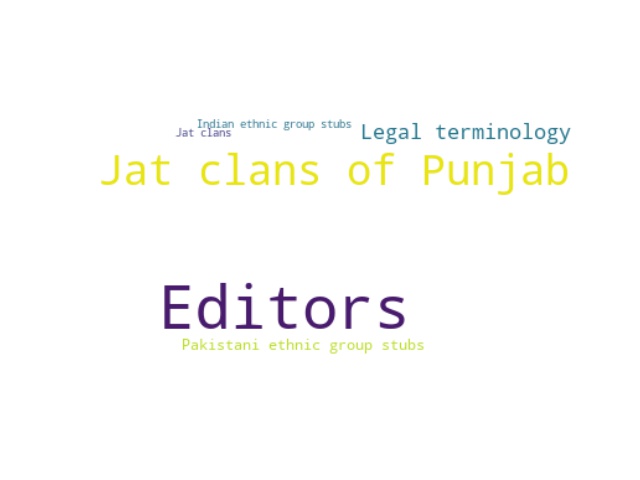 Indian ethnic group stubs
Jat clans
Legal terminology
Jat clans of Punjab
Editors
Pakistani ethnic group stubs